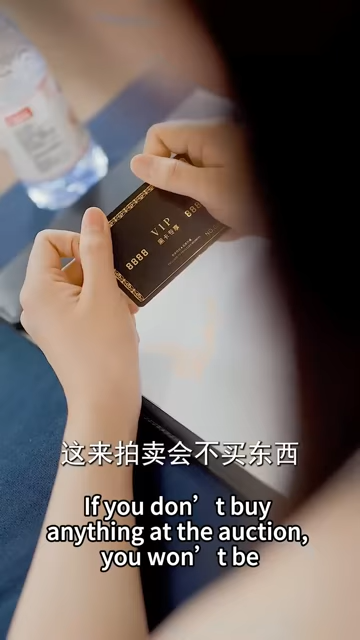 VIP
8888
这来拍卖会不买东西
If you don’t buy
anything at the auction,
you won’t be